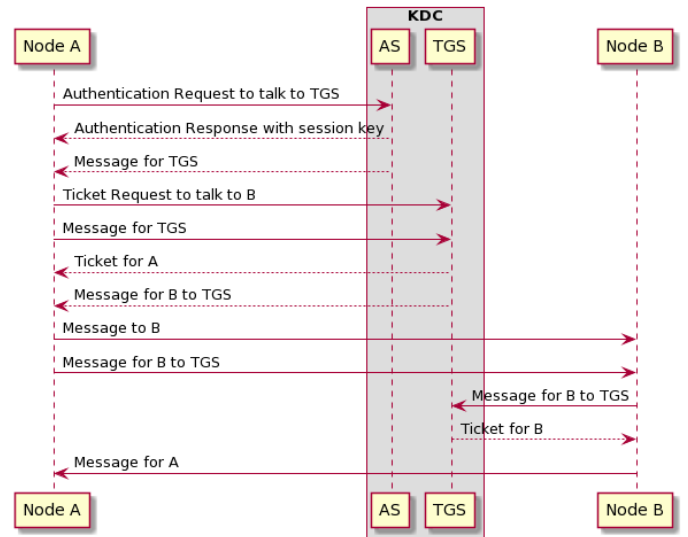 KDC
Node A
AS
TGS
Node B
Authentication Request to talk to TGS
Authentication Response with session key
Message for TGS
Ticket Request to talk to B
Message for TGS
Ticket for A
Message for B to TGS
Message to B
Message for B to TGS
Message for B to TGS
Ticket for B
Message for A
Node A
AS
TGS
Node B